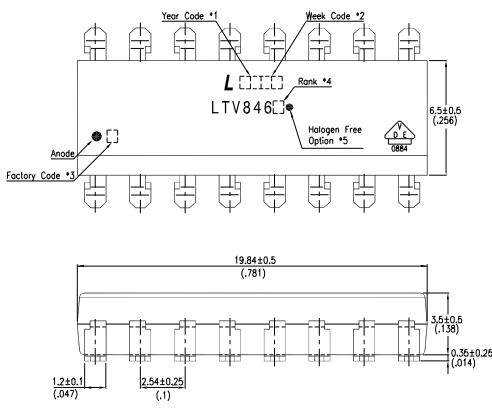 Year Code *1
Week Code *2
L
Rank *4
LTV846
Halogen Free
Option *5
V
D E
0884
6.5±0.5
(.256)
Anode
Factory Code *3
19.84±0.5
(.781)
3.5±0.5
(.138)
0.35±0.25
(.014)
1.2±0.1
(.047)
2.54±0.25
(.1)